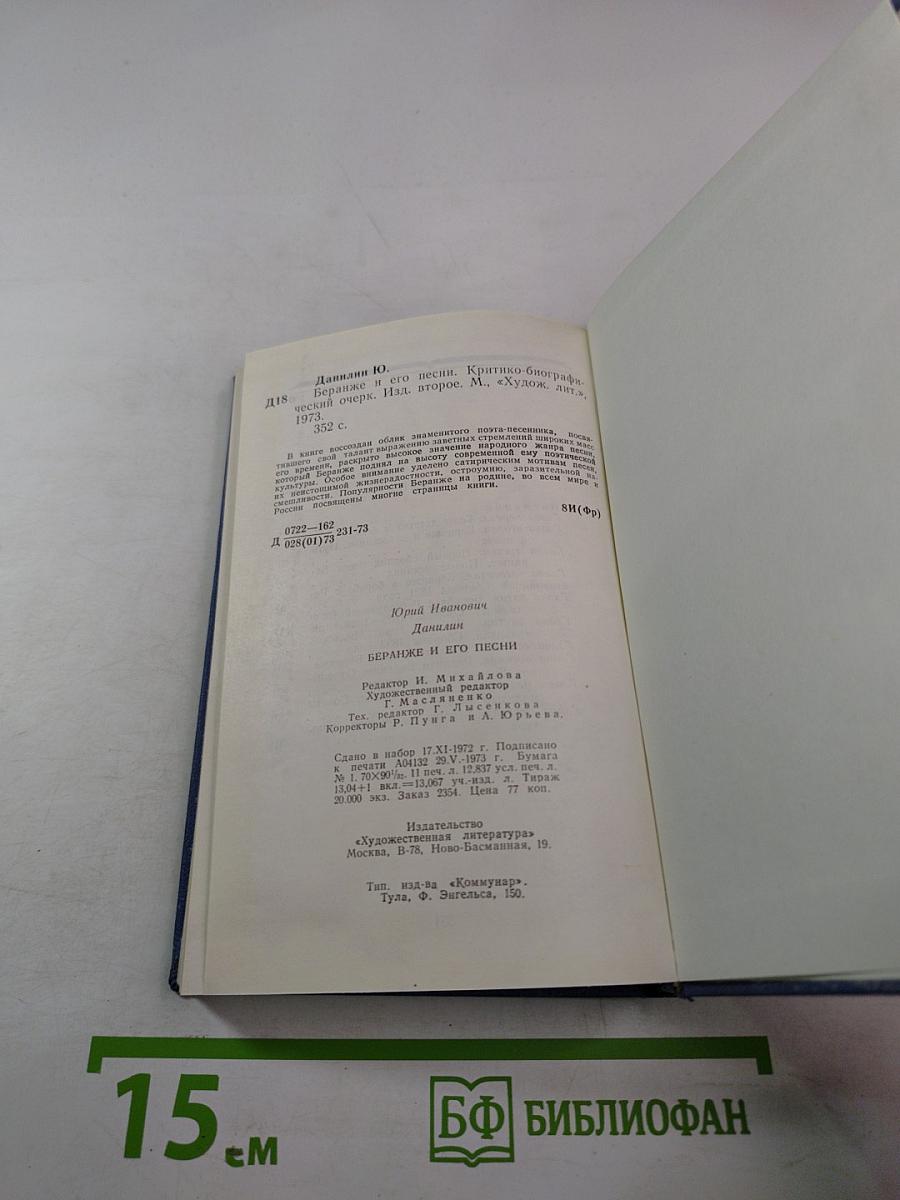 Данилин Ю.
Д18 Беранже и его песни. Критико-биографи-
ческий очерк. Изд. второе. М., «Худож. лит.»,
1973.
352 с.
В книге воссоздан облик знаменитого поэта-песенника, посвя-
тившего свой талант выражению заветных стремлений широких масс
его времени, раскрыто высокое значение народного жанра песни,
который Беранже поднял на высоту современной ему поэтической
культуры. Особое внимание уделено сатирическим мотивам песен,
их неистощимой жизнерадостности, остроумию, заразительной на-
смешливости. Популярности Беранже на родине, во всем мире и
России посвящены многие страницы книги.
Д 0722—162
028(01)73 231-73
8И(Фр)
Юрий Иванович
Данилин
БЕРАНЖЕ И ЕГО ПЕСНИ
Редактор И. Михайлова
Художественный редактор
Г. Масляненко
Тех. редактор Г. Лысенкова
Корректоры Р. Пунга и А. Юрьева.
Сдано в набор 17.XI-1972 г. Подписано
к печати А04132 29.V.-1973 г. Бумага
№ 1. 70×90¹/₃₂. 11 печ. л. 12,837 усл. печ. л.
13,04+1 вкл.=13,067 уч.-изд. л. Тираж
20.000 экз. Заказ 2354. Цена 77 коп.
Издательство
«Художественная литература»
Москва, В-78, Ново-Басманная, 19.
Тип. изд-ва «Коммунар».
Тула, Ф. Энгельса, 150.
15 см
БФ БИБЛИОФАН